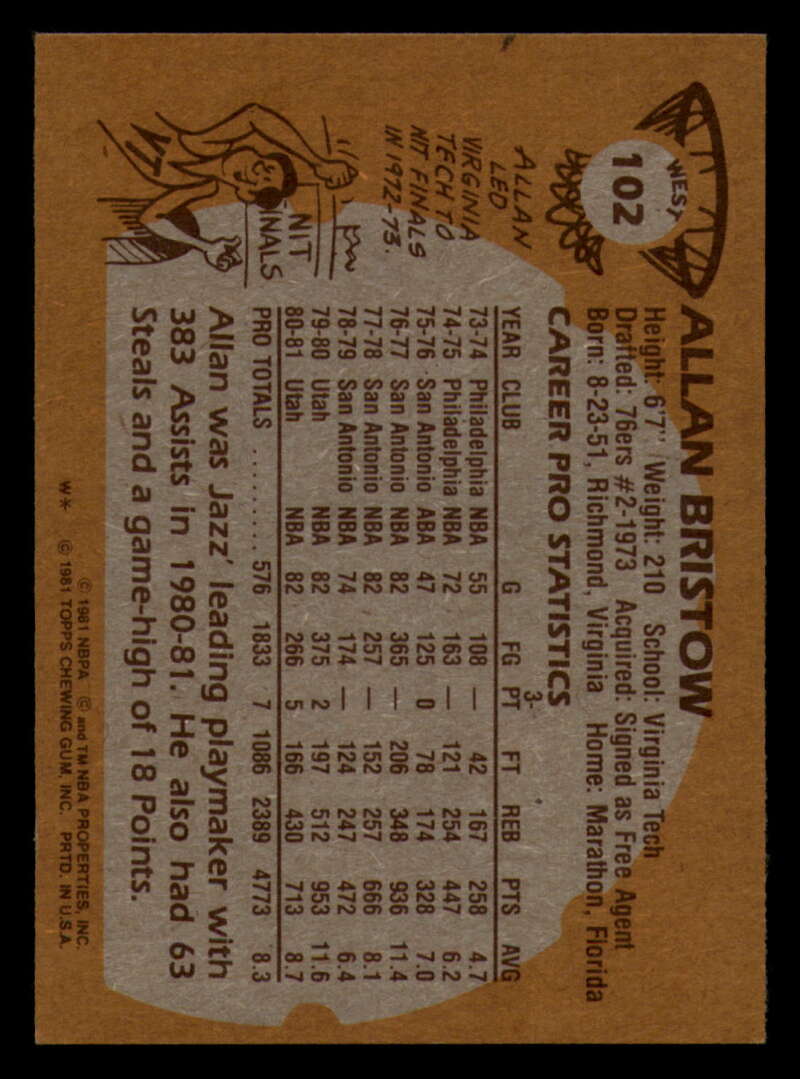 WEST
102
ALLAN BRISTOW
Height: 6'7" Weight: 210 School: Virginia Tech
Drafted: 76ers #2-1973 Acquired: Signed as Free Agent
Born: 8-23-51, Richmond, Virginia Home: Marathon, Florida
CAREER PRO STATISTICS
YEAR CLUB G FG 3-PT FT REB PTS AVG
73-74 Philadelphia NBA 55 108 — 42 167 258 4.7
74-75 Philadelphia NBA 72 163 — 121 254 447 6.2
75-76 San Antonio ABA 47 125 0 78 174 328 7.0
76-77 San Antonio NBA 82 365 — 206 348 936 11.4
77-78 San Antonio NBA 82 257 — 152 257 666 8.1
78-79 San Antonio NBA 74 174 — 124 247 472 6.4
79-80 Utah NBA 82 375 2 197 512 953 11.6
80-81 Utah NBA 82 266 5 166 430 713 8.7
PRO TOTALS ......... 576 1833 7 1086 2389 4773 8.3
ALLAN
LED
VIRGINIA
TECH TO
NIT FINALS
IN 1972-73.
NIT
FINALS
VT
Allan was Jazz' leading playmaker with
383 Assists in 1980-81. He also had 63
Steals and a game-high of 18 Points.
© 1981 NBPA © and TM NBA PROPERTIES, INC.
W* © 1981 TOPPS CHEWING GUM, INC. PRTD. IN U.S.A.